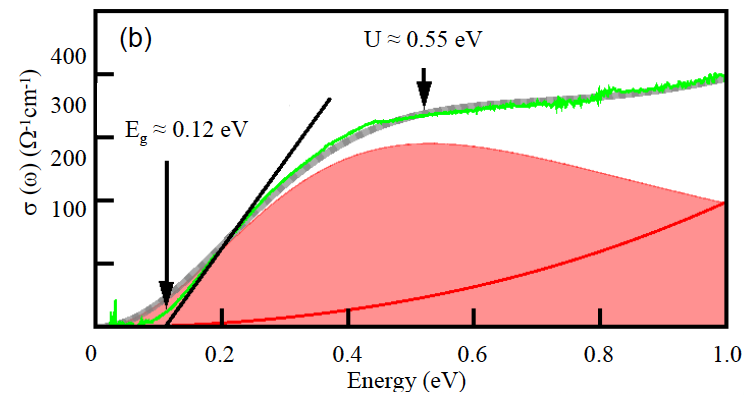 (b)
U ≈ 0.55 eV
E_g ≈ 0.12 eV
σ (ω) (Ω⁻¹cm⁻¹)
400
300
200
100
0 0.2 0.4 0.6 0.8 1.0
Energy (eV)